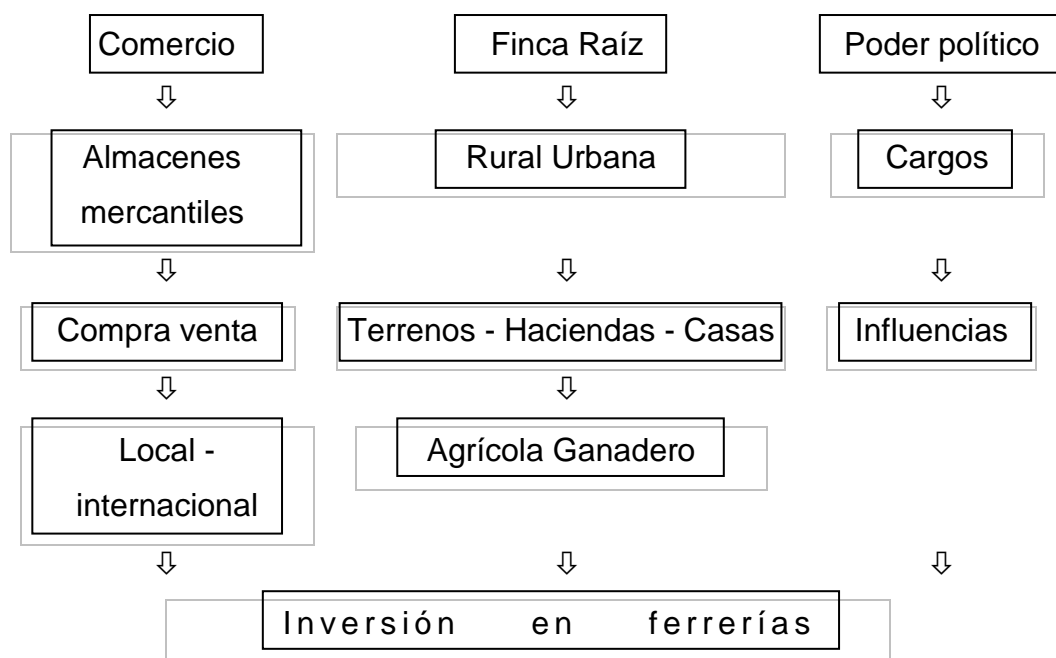 Comercio
Finca Raíz
Poder político
⇩ ⇩ ⇩
Almacenes
mercantiles
Rural Urbana
Cargos
⇩ ⇩ ⇩
Compra venta
Terrenos - Haciendas - Casas
Influencias
⇩ ⇩
Local -
internacional
Agrícola Ganadero
⇩ ⇩ ⇩
Inversión en ferrerías